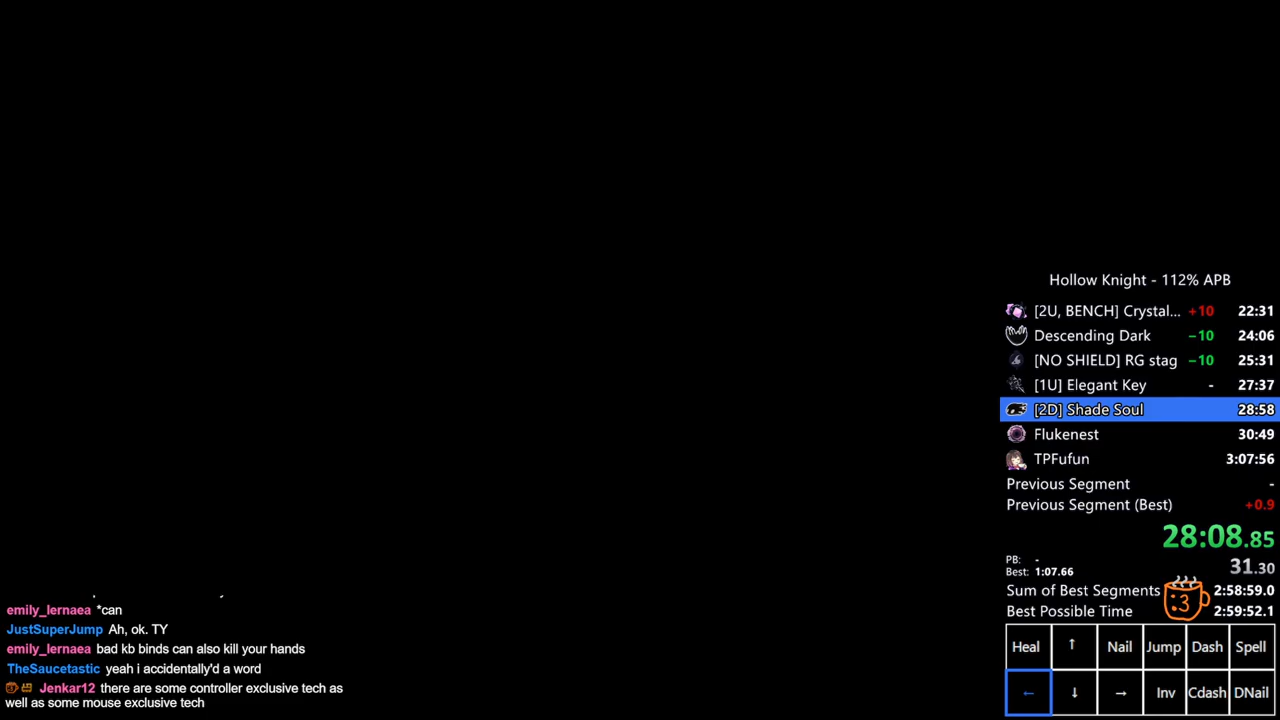 Hollow Knight - 112% APB
[2U, BENCH] Crystal... +10 22:31
Descending Dark -10 24:06
[NO SHIELD] RG stag -10 25:31
[1U] Elegant Key - 27:37
[2D] Shade Soul 28:58
Flukenest 30:49
TPFufun 3:07:56
Previous Segment -
Previous Segment (Best) +0.9
28:08.85
PB: -
Best: 1:07.66
31.30
Sum of Best Segments 2:58:59.0
Best Possible Time 2:59:52.1
Heal ↑ Nail Jump Dash Spell
← ↓ → Inv Cdash DNail
emily_lernaea *can
JustSuperJump Ah, ok. TY
emily_lernaea bad kb binds can also kill your hands
TheSaucetastic yeah i accidentally'd a word
Jenkar12 there are some controller exclusive tech as
well as some mouse exclusive tech